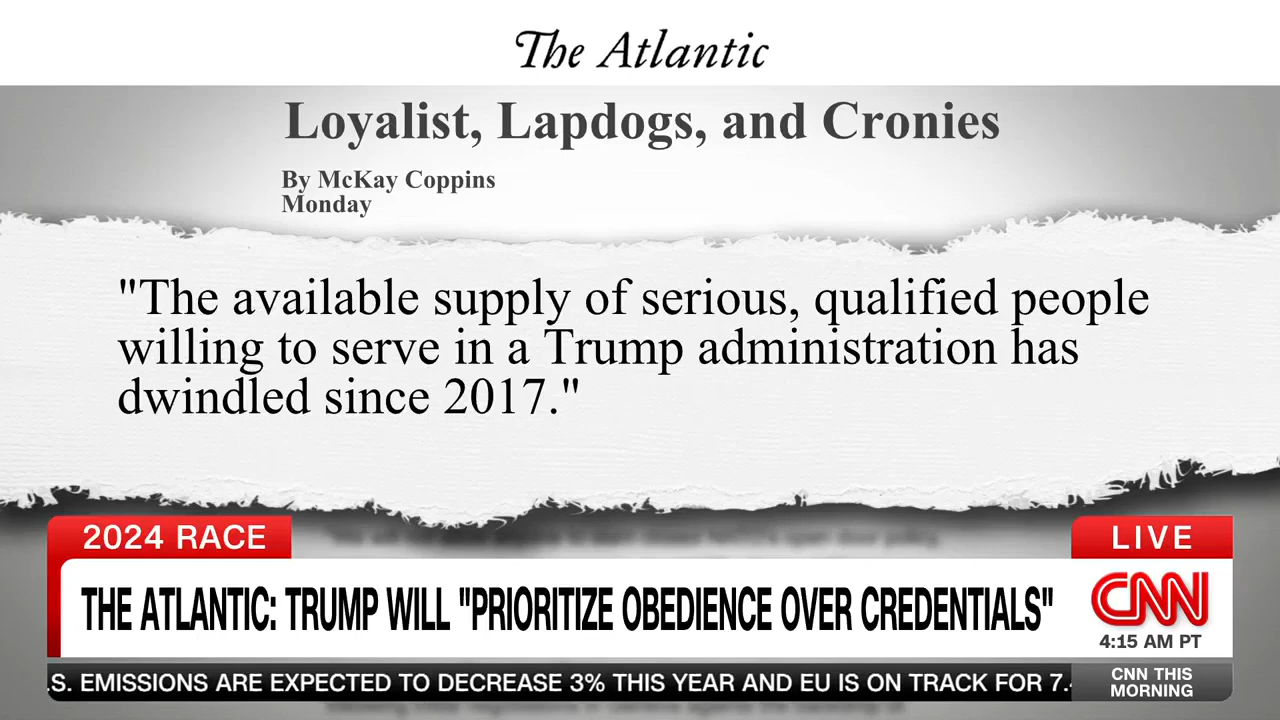 The Atlantic
Loyalist, Lapdogs, and Cronies
By McKay Coppins
Monday
"The available supply of serious, qualified people
willing to serve in a Trump administration has
dwindled since 2017."
2024 RACE
LIVE
THE ATLANTIC: TRUMP WILL "PRIORITIZE OBEDIENCE OVER CREDENTIALS"
CNN
4:15 AM PT
.S. EMISSIONS ARE EXPECTED TO DECREASE 3% THIS YEAR AND EU IS ON TRACK FOR 7.
CNN THIS
MORNING